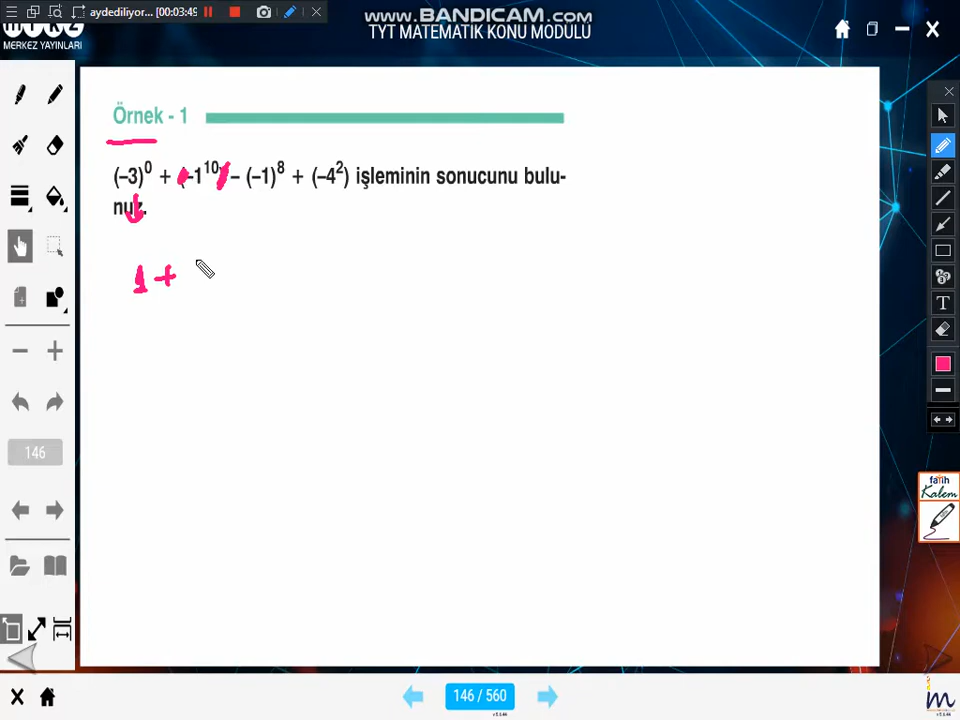 aydediliyor... [00:03:49]
www.BANDICAM.com
MERKEZ YAYINLARI
TYT MATEMATİK KONU MODÜLÜ
Örnek - 1
(–3)⁰ + (–1¹⁰) – (–1)⁸ + (–4²) işleminin sonucunu bulu-
nuz.
1 +
146
T
fatih
Kalem
146 / 560
m